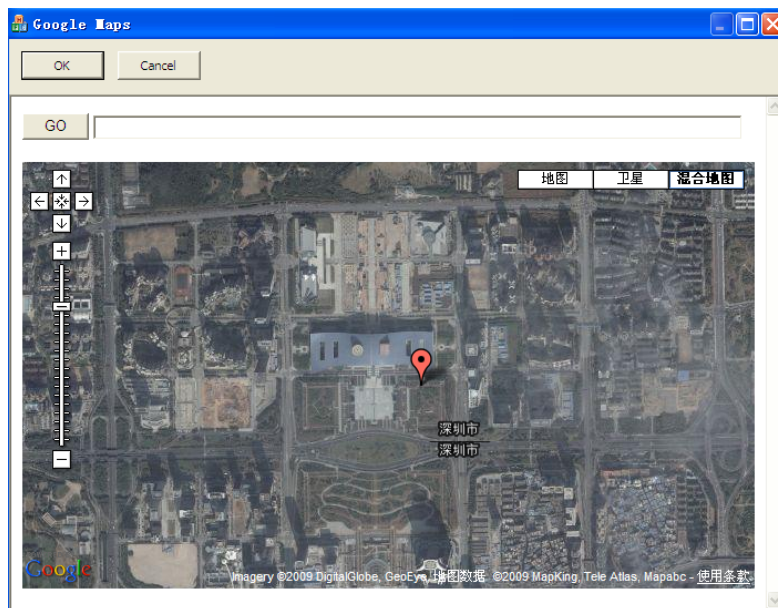 Google Maps
OK
Cancel
GO
地图
卫星
混合地图
深圳市
深圳市
Google
Imagery ©2009 DigitalGlobe, GeoEye, 地图数据 ©2009 MapKing, Tele Atlas, Mapabc - 使用条款